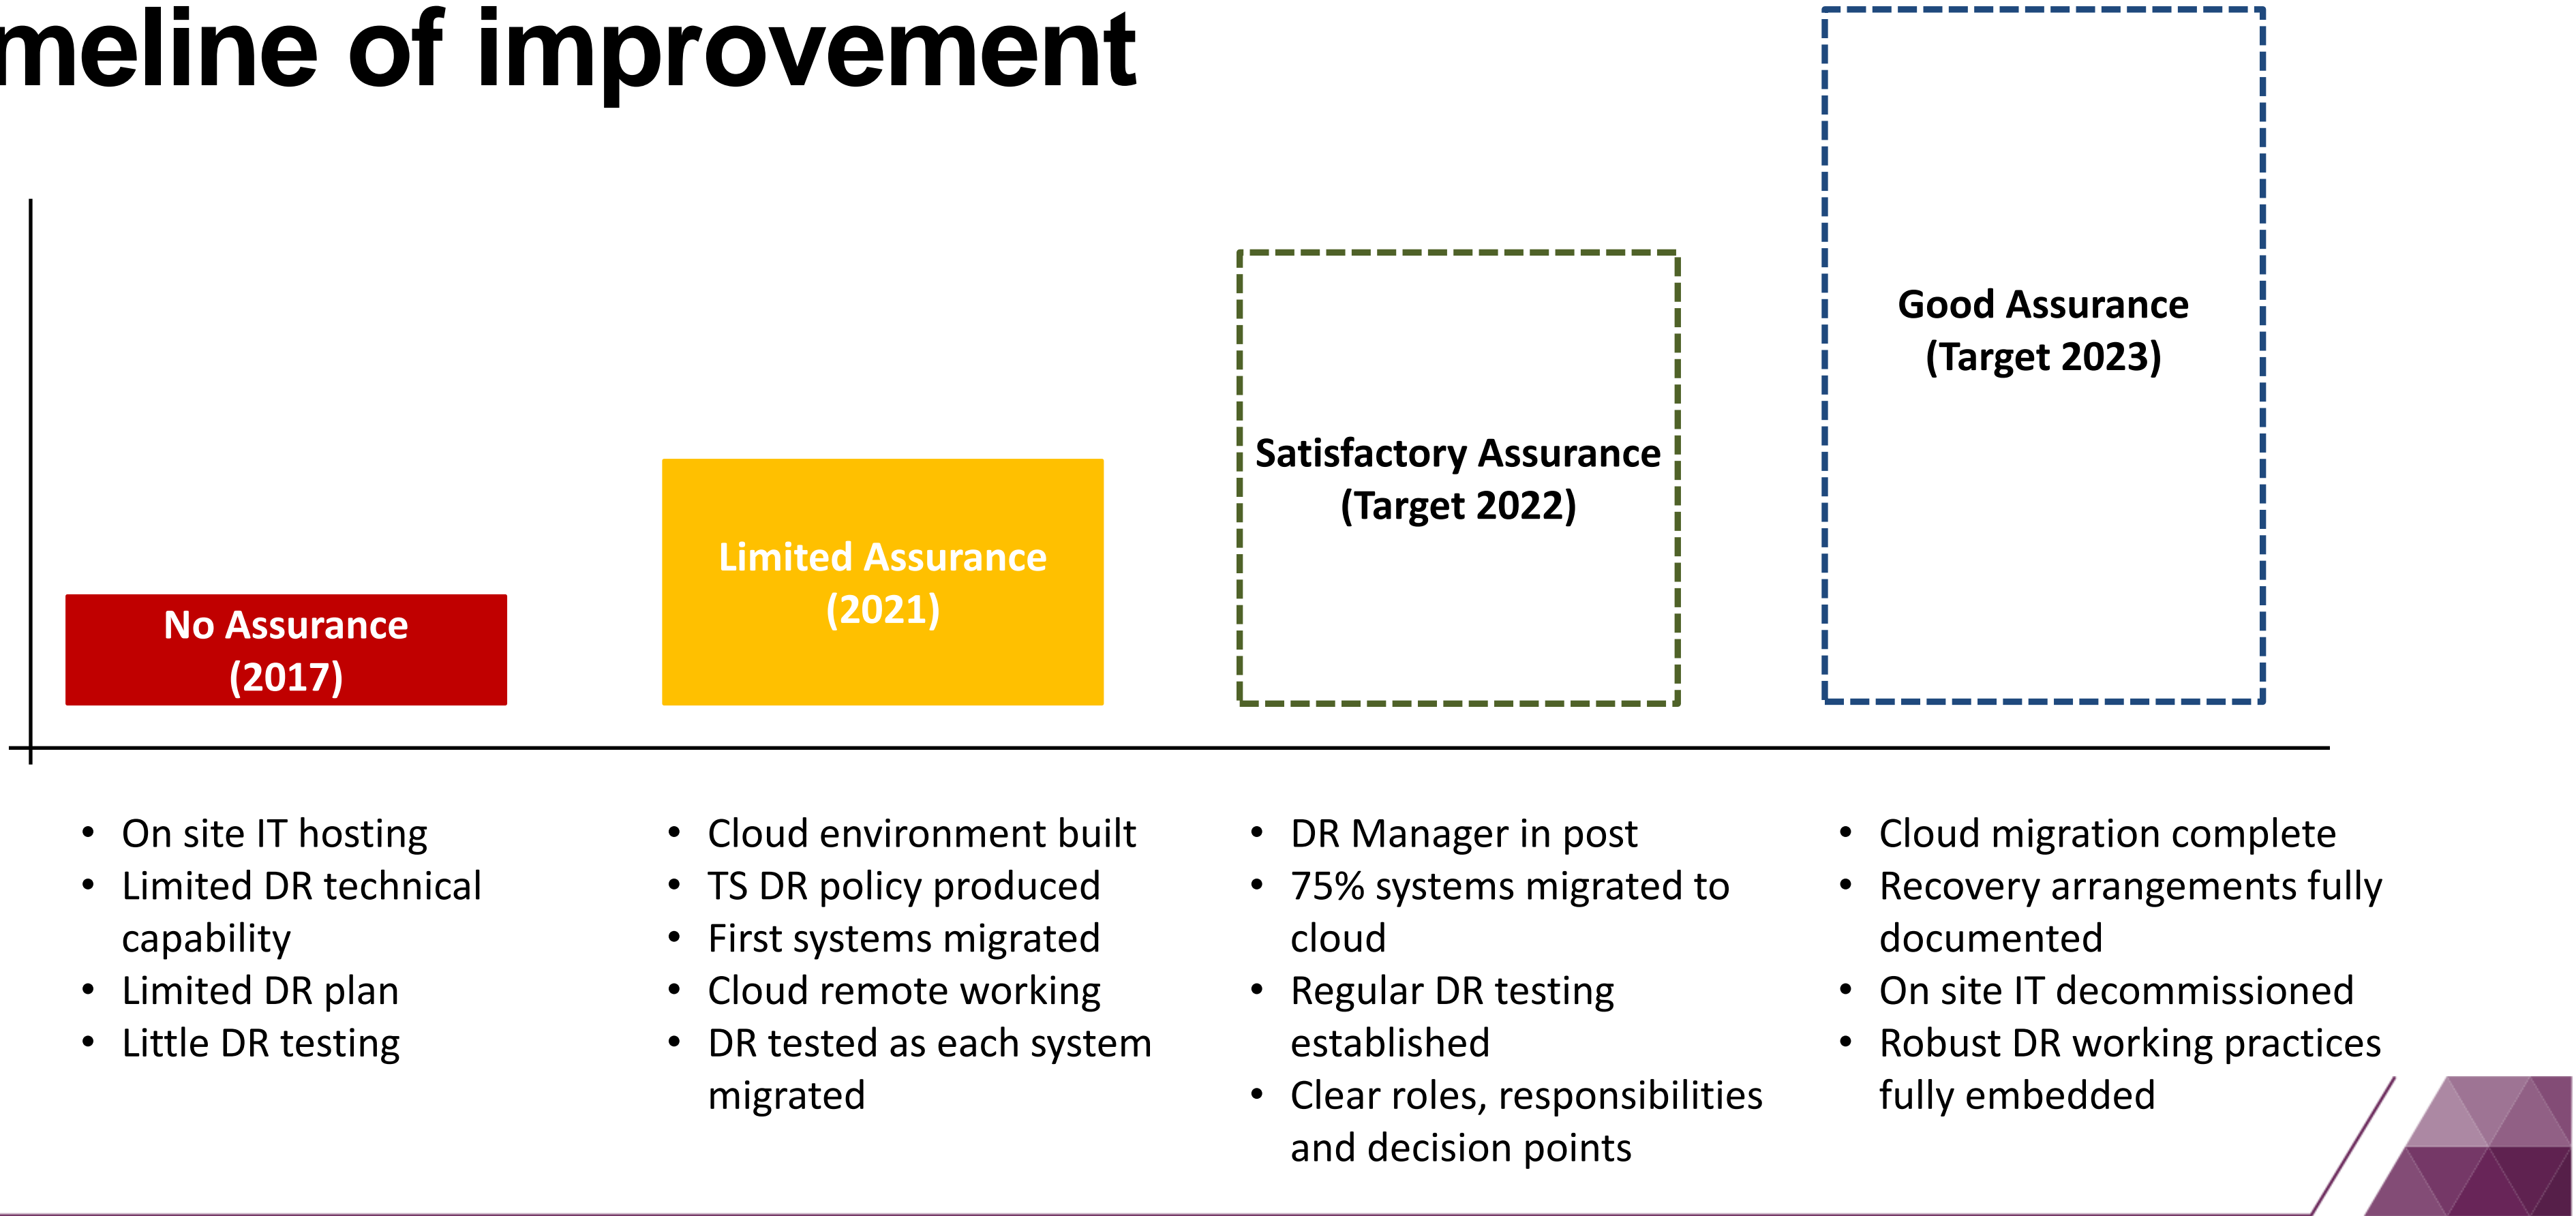 meline of improvement
No Assurance
(2017)
Limited Assurance
(2021)
Satisfactory Assurance
(Target 2022)
Good Assurance
(Target 2023)
• On site IT hosting
• Limited DR technical
capability
• Limited DR plan
• Little DR testing
• Cloud environment built
• TS DR policy produced
• First systems migrated
• Cloud remote working
• DR tested as each system
migrated
• DR Manager in post
• 75% systems migrated to
cloud
• Regular DR testing
established
• Clear roles, responsibilities
and decision points
• Cloud migration complete
• Recovery arrangements fully
documented
• On site IT decommissioned
• Robust DR working practices
fully embedded